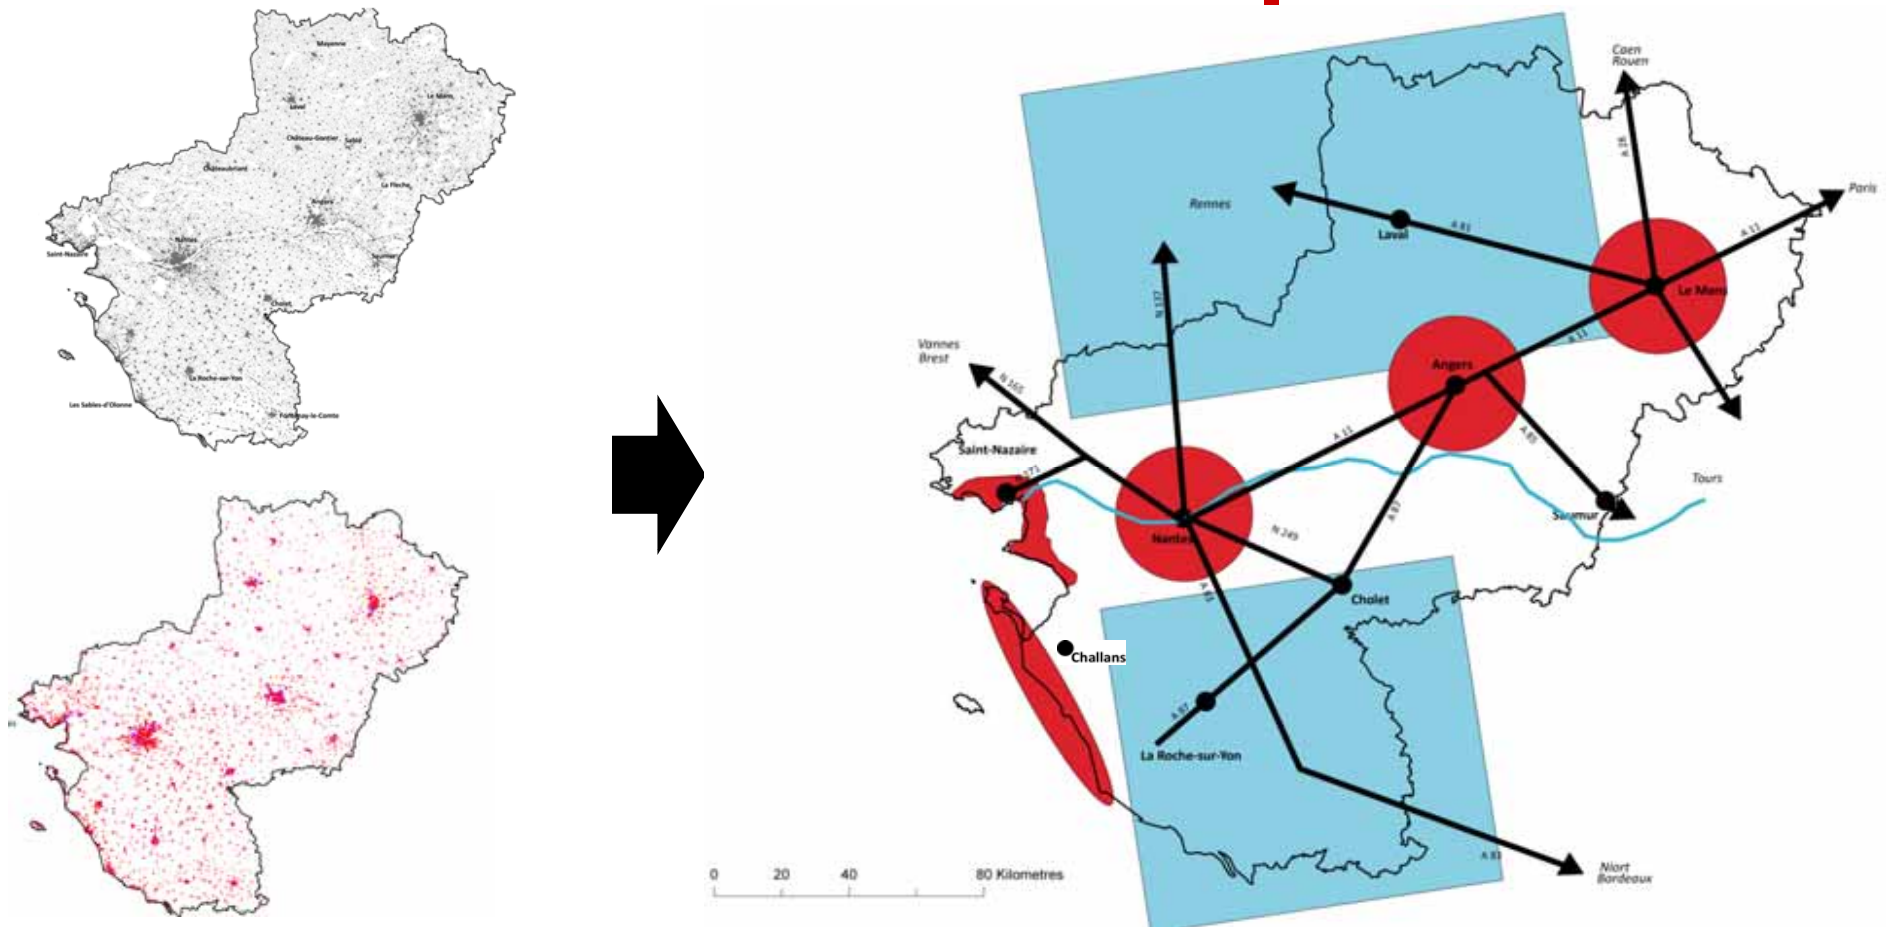 Mayenne
Laval
Le Mans
Château-Gontier
Sablé
Châteaubriant
La Flèche
Angers
Nantes
Saint-Nazaire
Saumur
Cholet
La Roche-sur-Yon
Les Sables-d'Olonne
Fontenay-le-Comte
Caen
Rouen
A 28
Paris
A 11
Rennes
Laval
A 81
Le Mans
N 137
A 11
Vannes
Brest
N 165
Angers
A 11
A 85
Saint-Nazaire
N 171
Tours
Saumur
A 87
N 249
Nantes
A 83
Cholet
Challans
A 87
La Roche-sur-Yon
A 83
Niort
Bordeaux
0 20 40 80 Kilometres